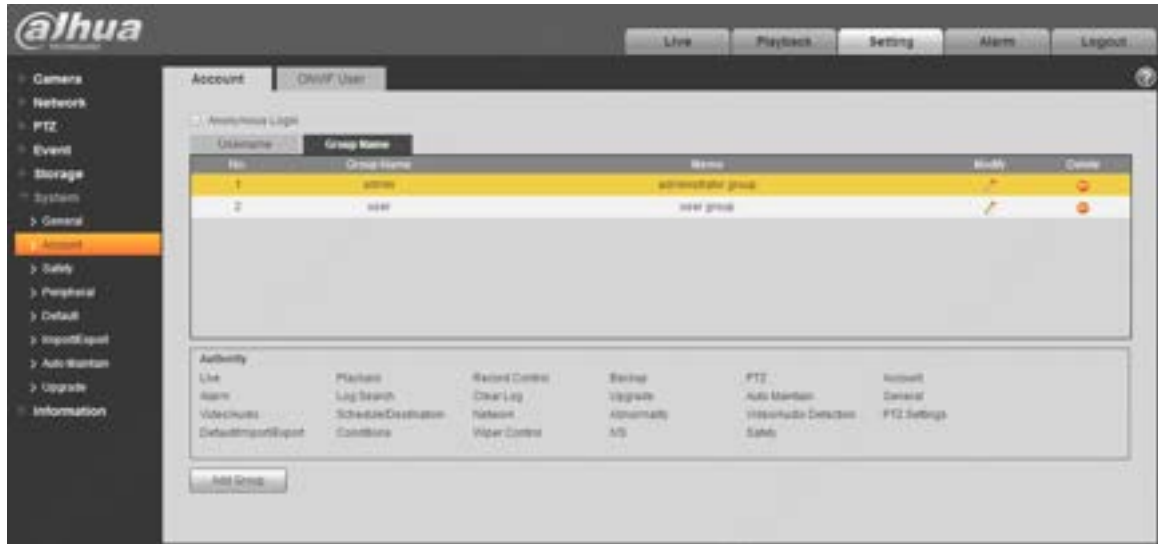 alhua
TECHNOLOGY
Live Playback Setting Alarm Logout
Camera
Network
PTZ
Event
Storage
System
General
Account
Safety
Peripheral
Default
Import/Export
Auto Maintain
Upgrade
Information
Account ONVIF User
Anonymous Login
Username Group Name
No. Group Name Memo Modify Delete
1 admin administrator group
2 user user group
Authority
Live Playback Record Control Backup PTZ Account
Alarm Log Search Clear Log Upgrade Auto Maintain General
Video/Audio Schedule/Destination Network Abnormality Video/Audio Detection PTZ Settings
Default/Import/Export Conditions Wiper Control IVS Safety
Add Group